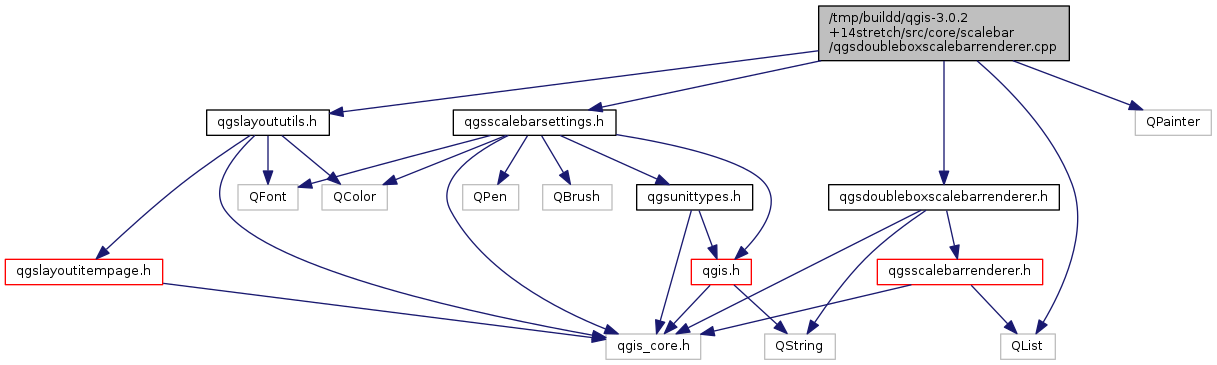 /tmp/buildd/qgis-3.0.2
+14stretch/src/core/scalebar
/qgsdoubleboxscalebarrenderer.cpp
qgslayoututils.h
qgsscalebarsettings.h
QPainter
QFont
QColor
QPen
QBrush
qgsunittypes.h
qgsdoubleboxscalebarrenderer.h
qgslayoutitempage.h
qgis.h
qgsscalebarrenderer.h
qgis_core.h
QString
QList